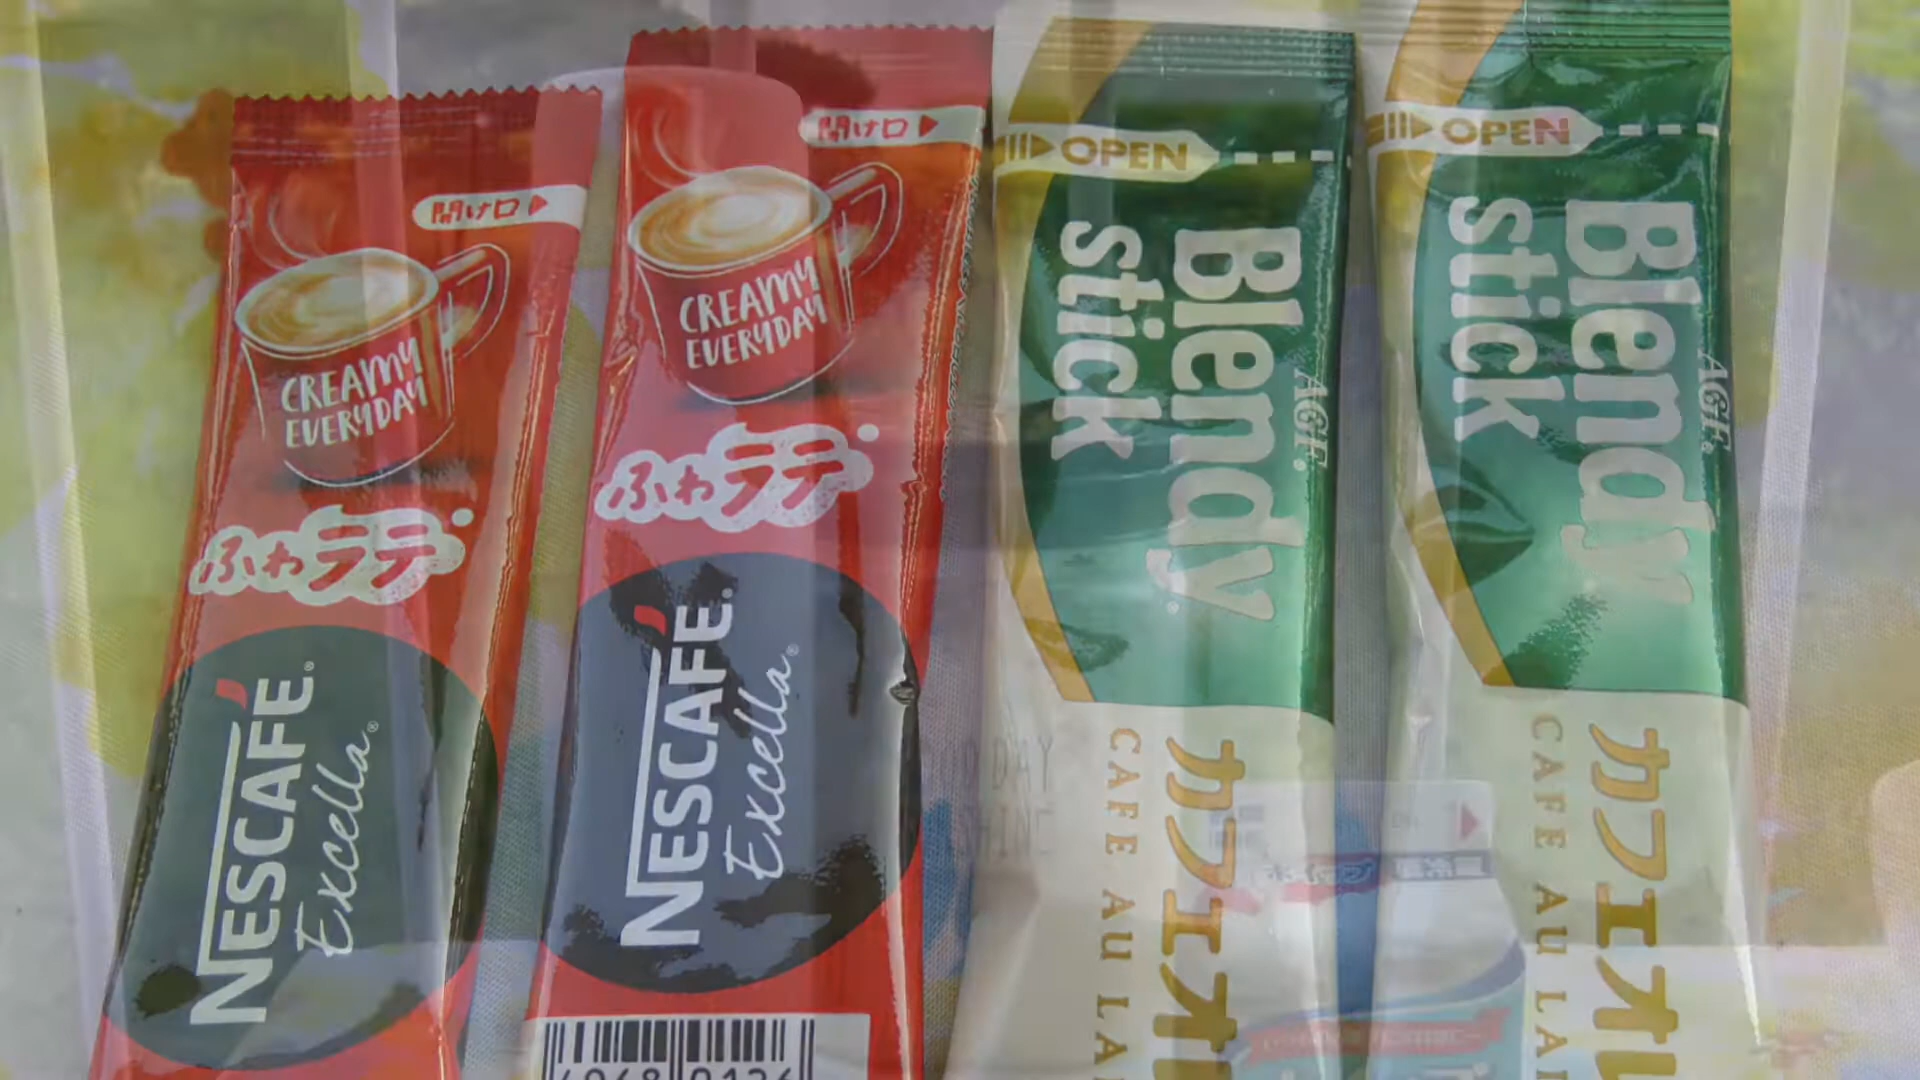 開け口
CREAMY
EVERYDAY
ふわラテ
NESCAFÉ®
Excella®
開け口
CREAMY
EVERYDAY
ふわラテ
NESCAFÉ®
Excella®
OPEN
AGF®
Blendy®
stick
カフェオ
CAFE AU LA
OPEN
AGF®
Blendy
stick
カフェオ
CAFE AU LA